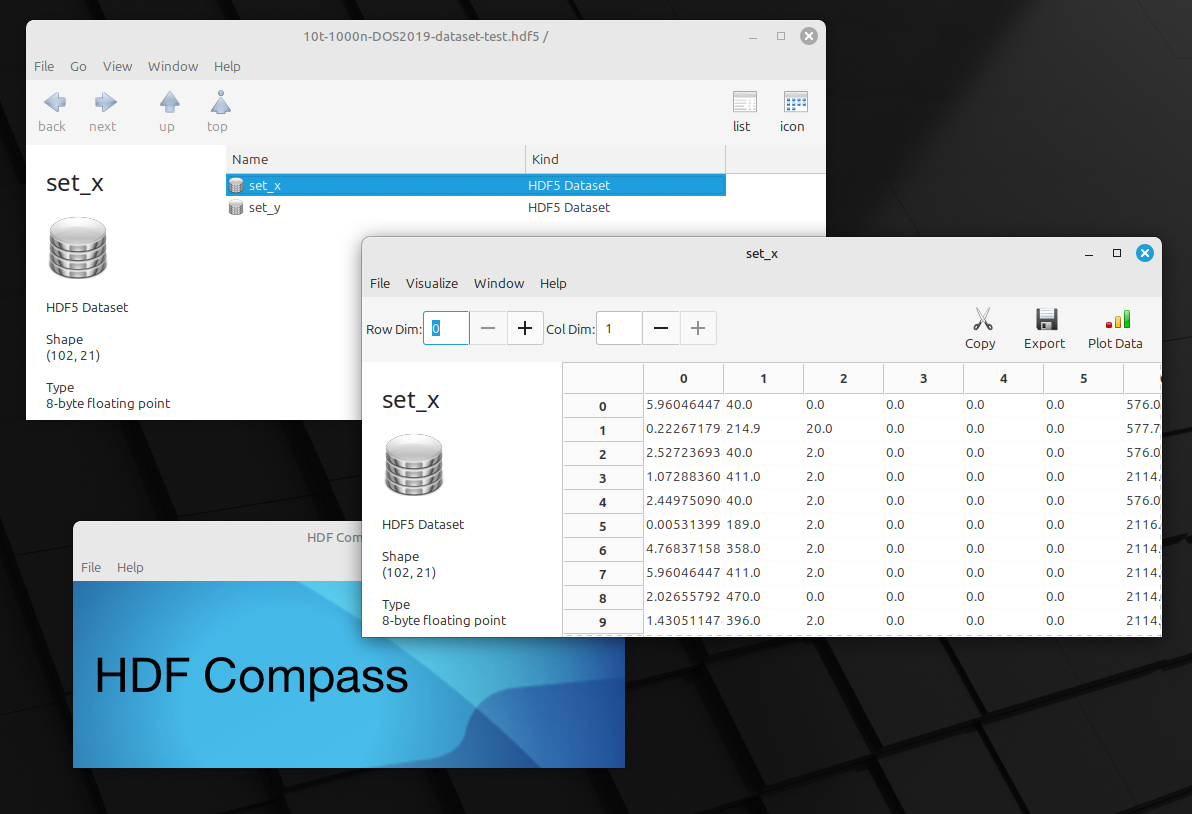 10t-1000n-DOS2019-dataset-test.hdf5 /
File Go View Window Help
back next up top list icon
Name Kind
set_x
set_x HDF5 Dataset
set_y HDF5 Dataset
HDF5 Dataset
Shape
(102, 21)
Type
8-byte floating point
set_x
File Visualize Window Help
Row Dim: 0 Col Dim: 1
Copy Export Plot Data
set_x
HDF5 Dataset
Shape
(102, 21)
Type
8-byte floating point
0 1 2 3 4 5
0 5.96046447 40.0 0.0 0.0 0.0 0.0 576.0
1 0.22267179 214.9 20.0 0.0 0.0 0.0 577.7
2 2.52723693 40.0 2.0 0.0 0.0 0.0 576.0
3 1.07288360 411.0 2.0 0.0 0.0 0.0 2114.
4 2.44975090 40.0 2.0 0.0 0.0 0.0 576.0
5 0.00531399 189.0 2.0 0.0 0.0 0.0 2116.
6 4.76837158 358.0 2.0 0.0 0.0 0.0 2114.
7 5.96046447 411.0 2.0 0.0 0.0 0.0 2114.
8 2.02655792 470.0 0.0 0.0 0.0 0.0 2114.
9 1.43051147 396.0 2.0 0.0 0.0 0.0 2114.
HDF Com
File Help
HDF Compass